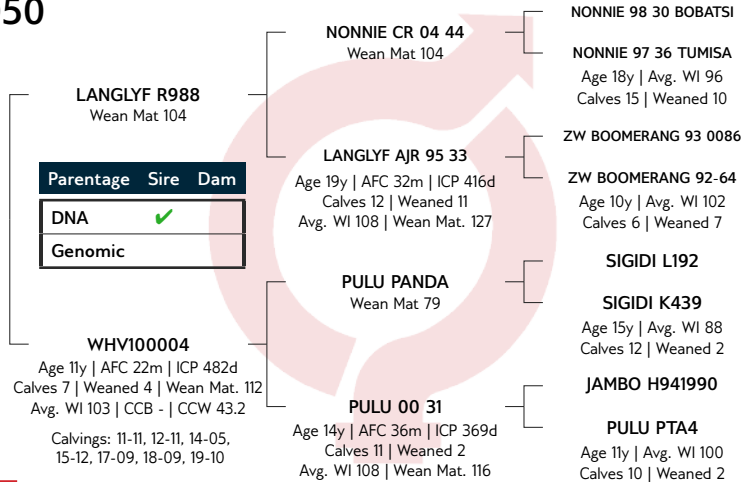 050
NONNIE 98 30 BOBATSI
NONNIE CR 04 44
Wean Mat 104
NONNIE 97 36 TUMISA
Age 18y | Avg. WI 96
Calves 15 | Weaned 10
LANGLYF R988
Wean Mat 104
ZW BOOMERANG 93 0086
LANGLYF AJR 95 33
Age 19y | AFC 32m | ICP 416d
Calves 12 | Weaned 11
Avg. WI 108 | Wean Mat. 127
ZW BOOMERANG 92-64
Age 10y | Avg. WI 102
Calves 6 | Weaned 7
Parentage Sire Dam
DNA ✔
Genomic
SIGIDI L192
PULU PANDA
Wean Mat 79
SIGIDI K439
Age 15y | Avg. WI 88
Calves 12 | Weaned 2
WHV100004
Age 11y | AFC 22m | ICP 482d
Calves 7 | Weaned 4 | Wean Mat. 112
Avg. WI 103 | CCB - | CCW 43.2
Calvings: 11-11, 12-11, 14-05,
15-12, 17-09, 18-09, 19-10
JAMBO H941990
PULU 00 31
Age 14y | AFC 36m | ICP 369d
Calves 11 | Weaned 2
Avg. WI 108 | Wean Mat. 116
PULU PTA4
Age 11y | Avg. WI 100
Calves 10 | Weaned 2